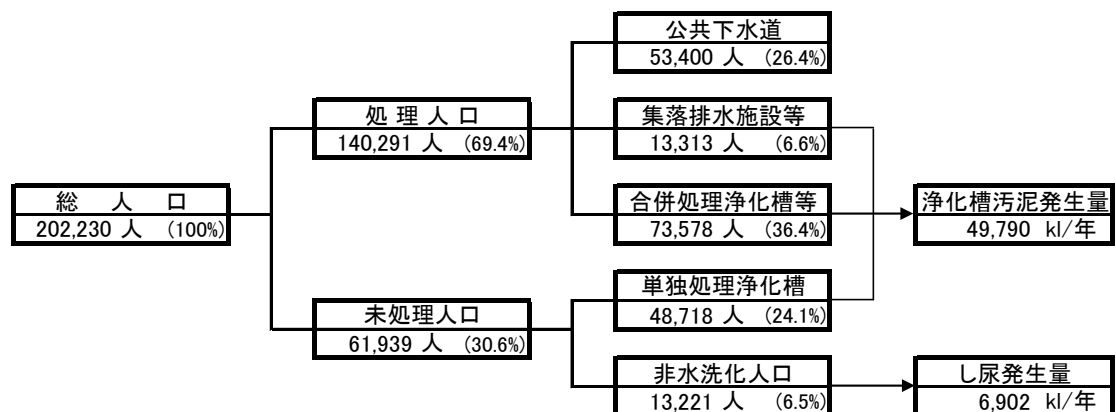 公共下水道
53,400 人 (26.4%)
処 理 人 口
140,291 人 (69.4%)
集落排水施設等
13,313 人 (6.6%)
総 人 口
202,230 人 (100%)
合併処理浄化槽等
73,578 人 (36.4%)
浄化槽汚泥発生量
49,790 kl/年
単独処理浄化槽
48,718 人 (24.1%)
未処理人口
61,939 人 (30.6%)
非水洗化人口
13,221 人 (6.5%)
し尿発生量
6,902 kl/年